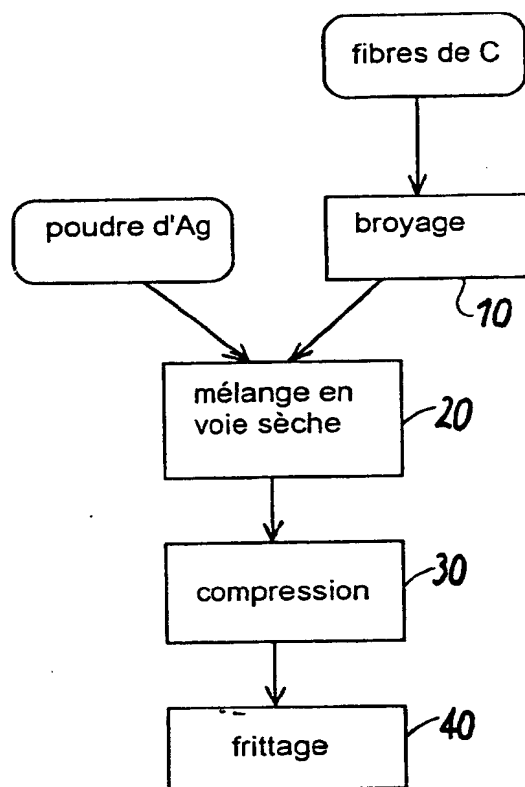 fibres de C
poudre d'Ag
broyage
10
mélange en
voie sèche
20
compression
30
frittage
40